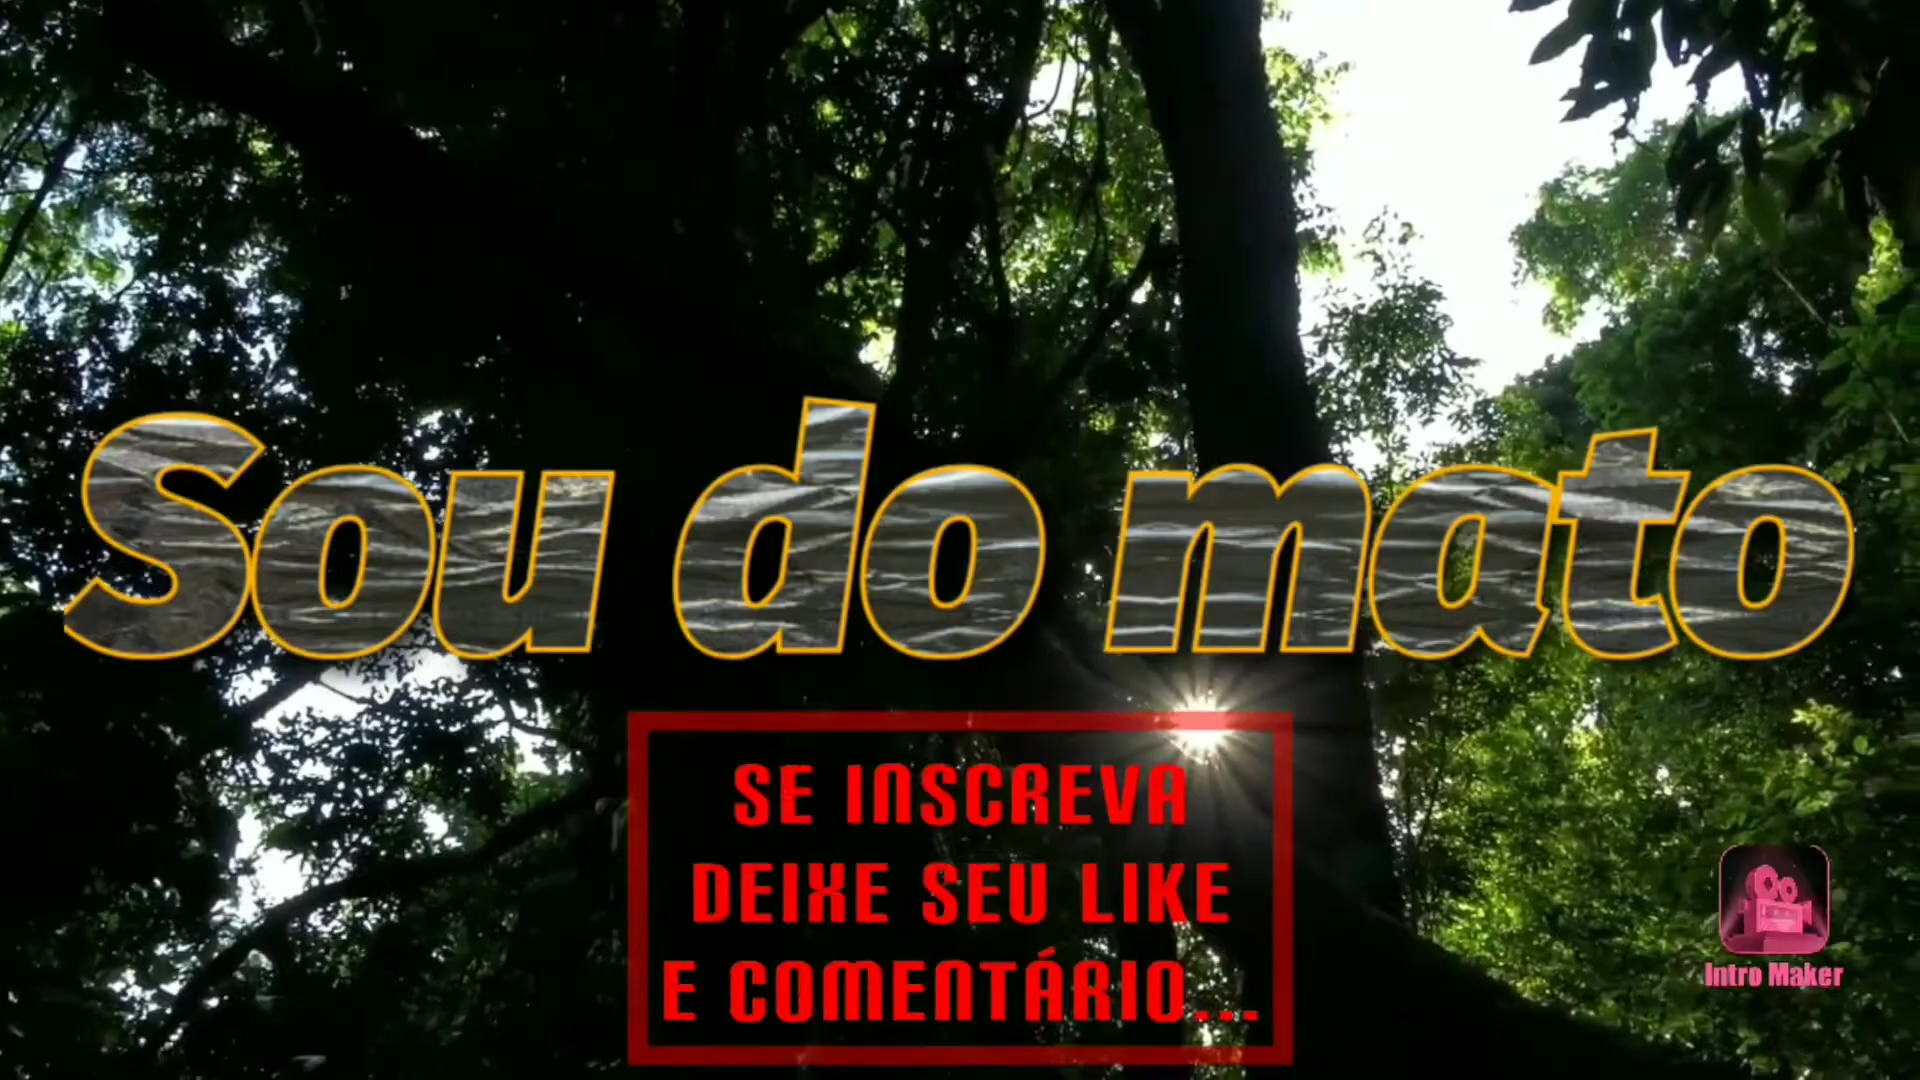 Sou do mato
SE INSCREVA
DEIXE SEU LIKE
E COMENTÁRIO...
Intro Maker